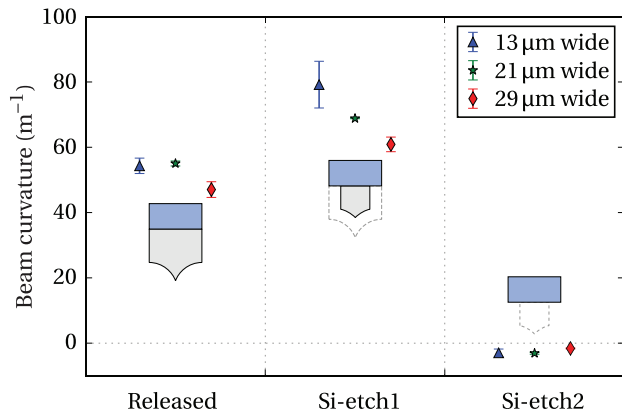 100
80
60
40
20
0
Beam curvature (m⁻¹)
13 µm wide
21 µm wide
29 µm wide
Released Si-etch1 Si-etch2